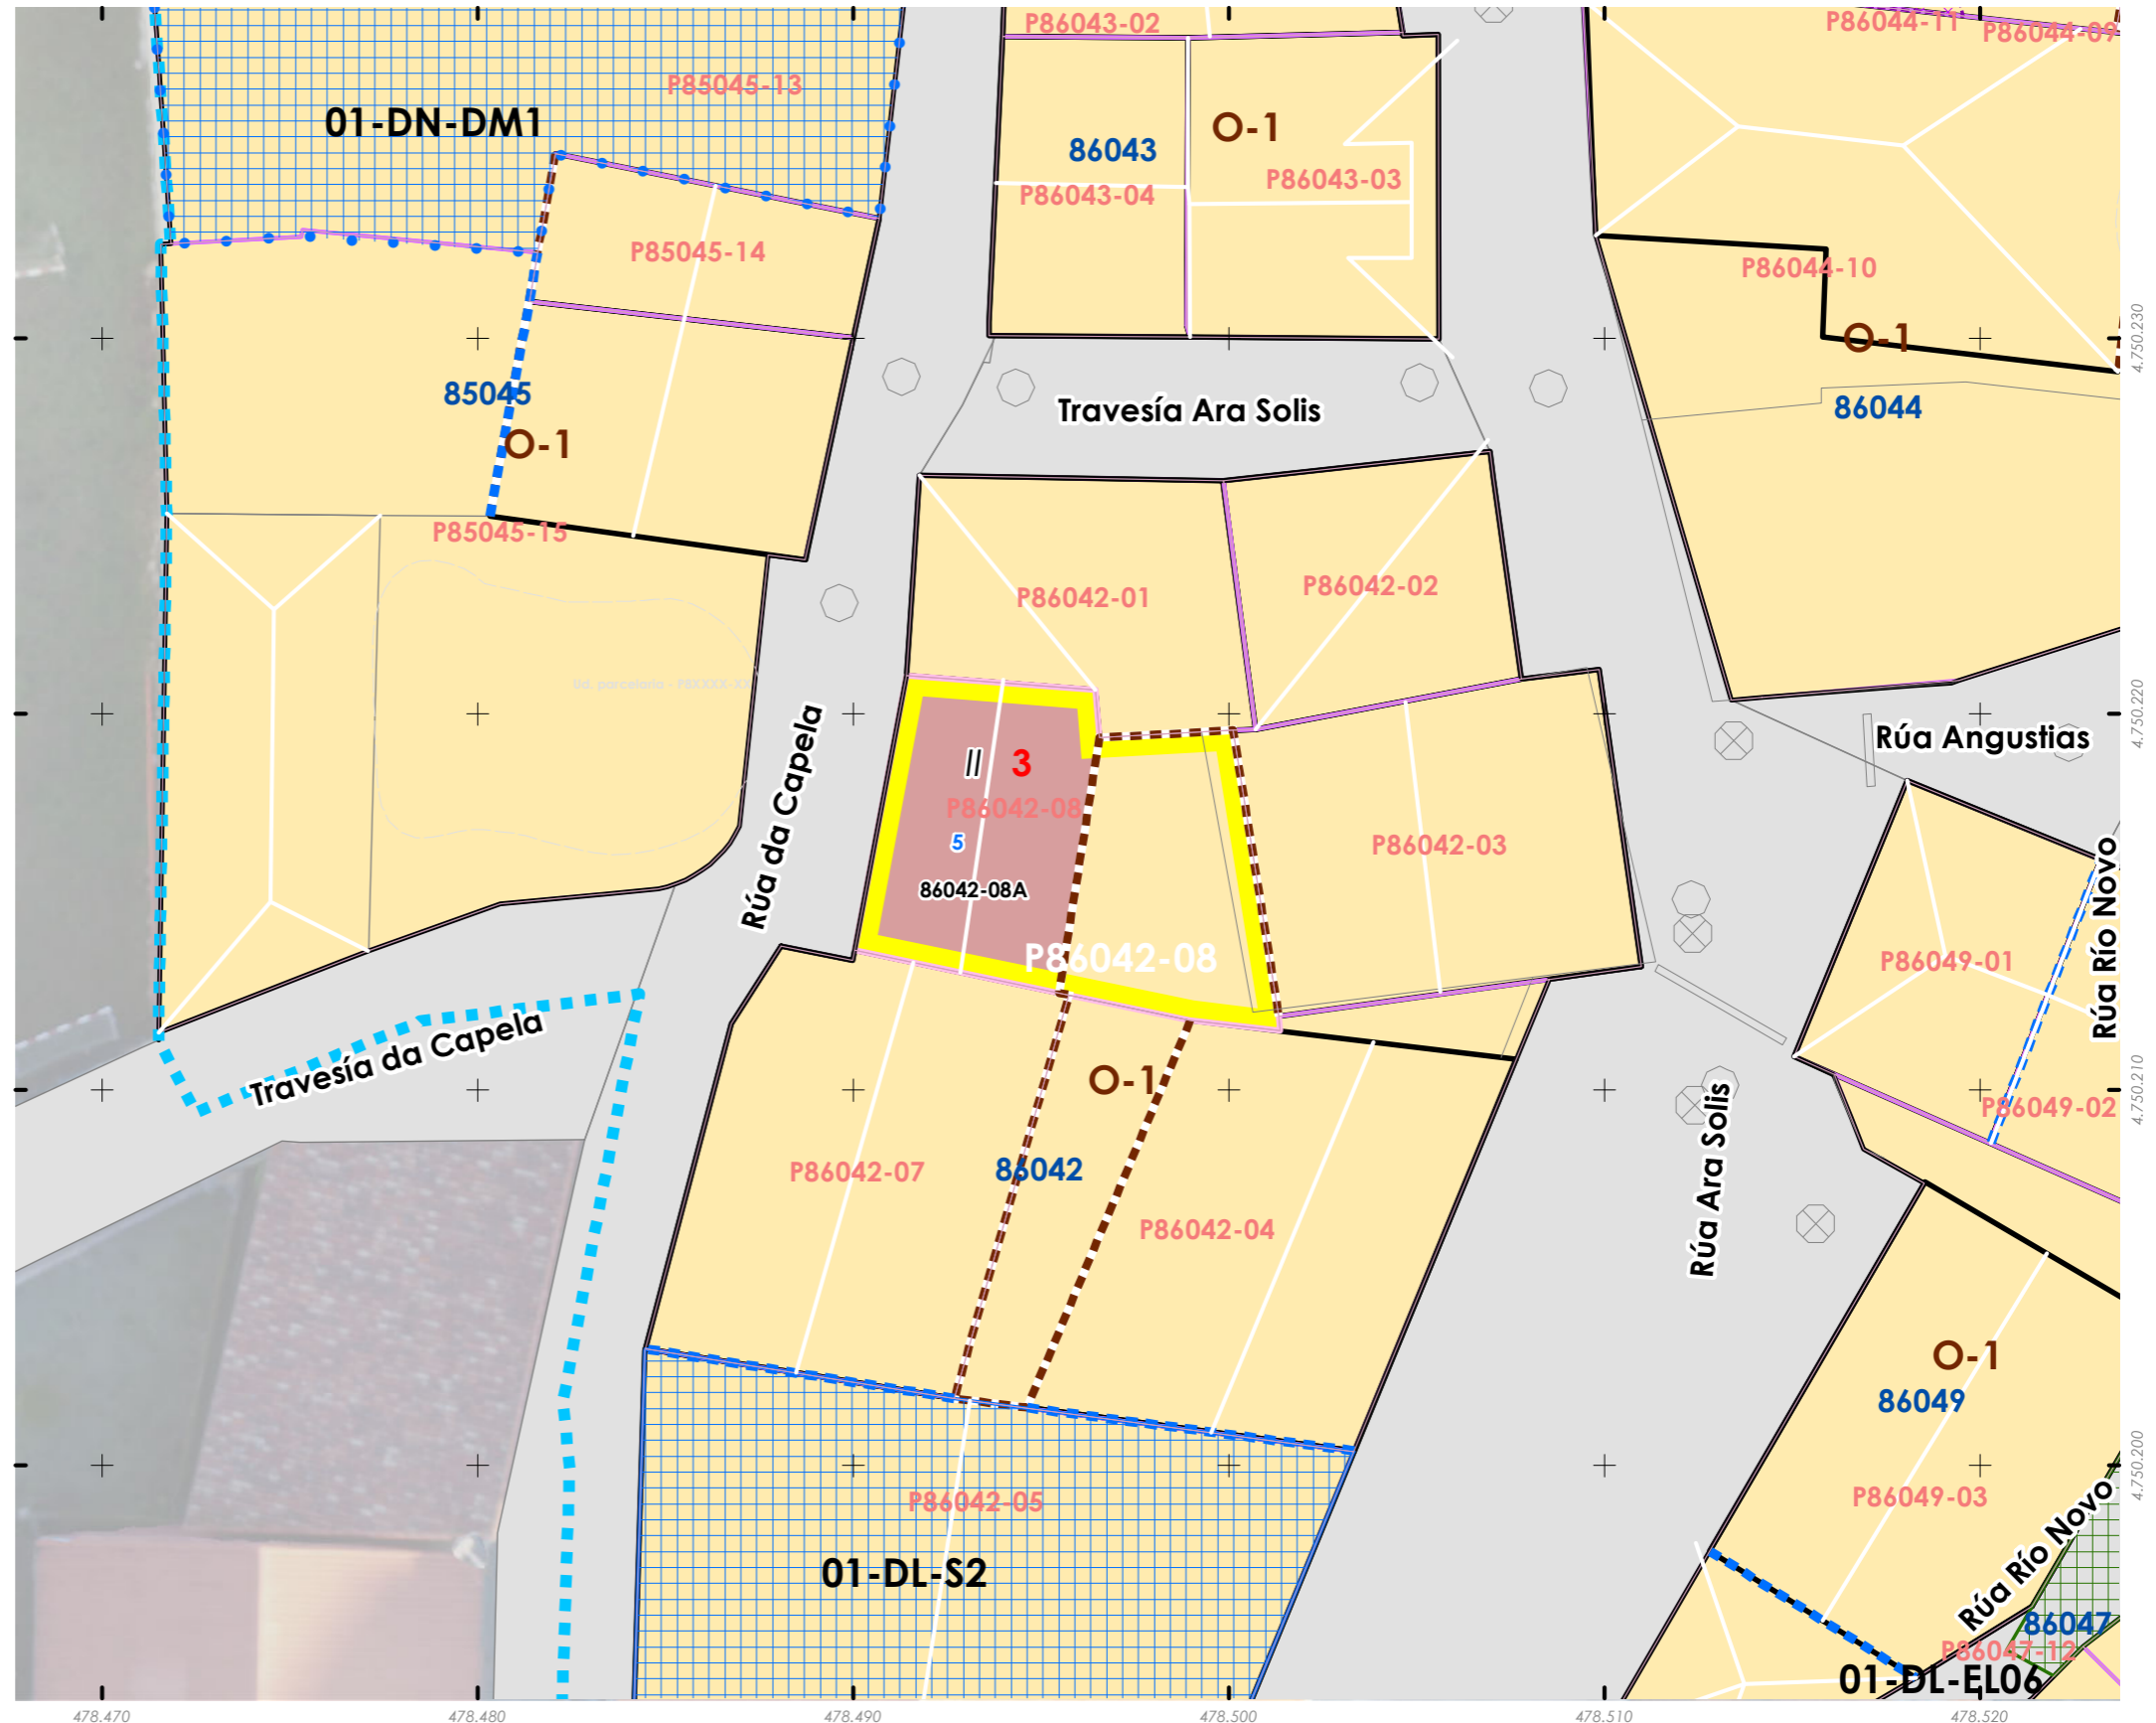 P86043-02
P86044-11
P86044-09
P85045-13
01-DN-DM1
O-1
86043
P86043-03
P86043-04
P85045-14
P86044-10
O-1
4.750.230
85045
Travesía Ara Solis
86044
O-1
P85045-15
P86042-01
P86042-02
Ud. parcelaria - P8XXXX-XX
4.750.220
Rúa Angustias
II 3
P86042-08
5
86042-08A
Rúa da Capela
P86042-03
P86042-08
P86049-01
Rúa Río Novo
Travesía da Capela
O-1
4.750.210
P86049-02
86042
P86042-07
P86042-04
Rúa Ara Solis
O-1
86049
4.750.200
P86042-05
P86049-03
01-DL-S2
Rúa Río Novo
86047
P86047-12
01-DL-EL06
478.470
478.480
478.490
478.500
478.510
478.520